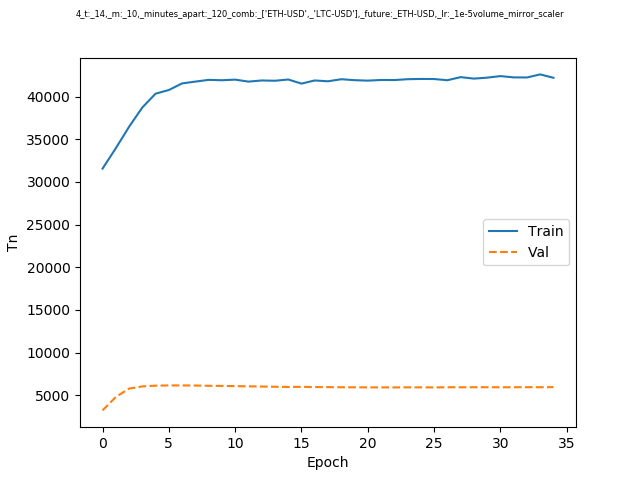 4_t:_14,_m:_10,_minutes_apart:_120_comb:_['ETH-USD',_'LTC-USD'],_future:_ETH-USD,_lr:_1e-5volume_mirror_scaler
40000
35000
30000
25000
20000
15000
10000
5000
Tn
Train
Val
0 5 10 15 20 25 30 35
Epoch